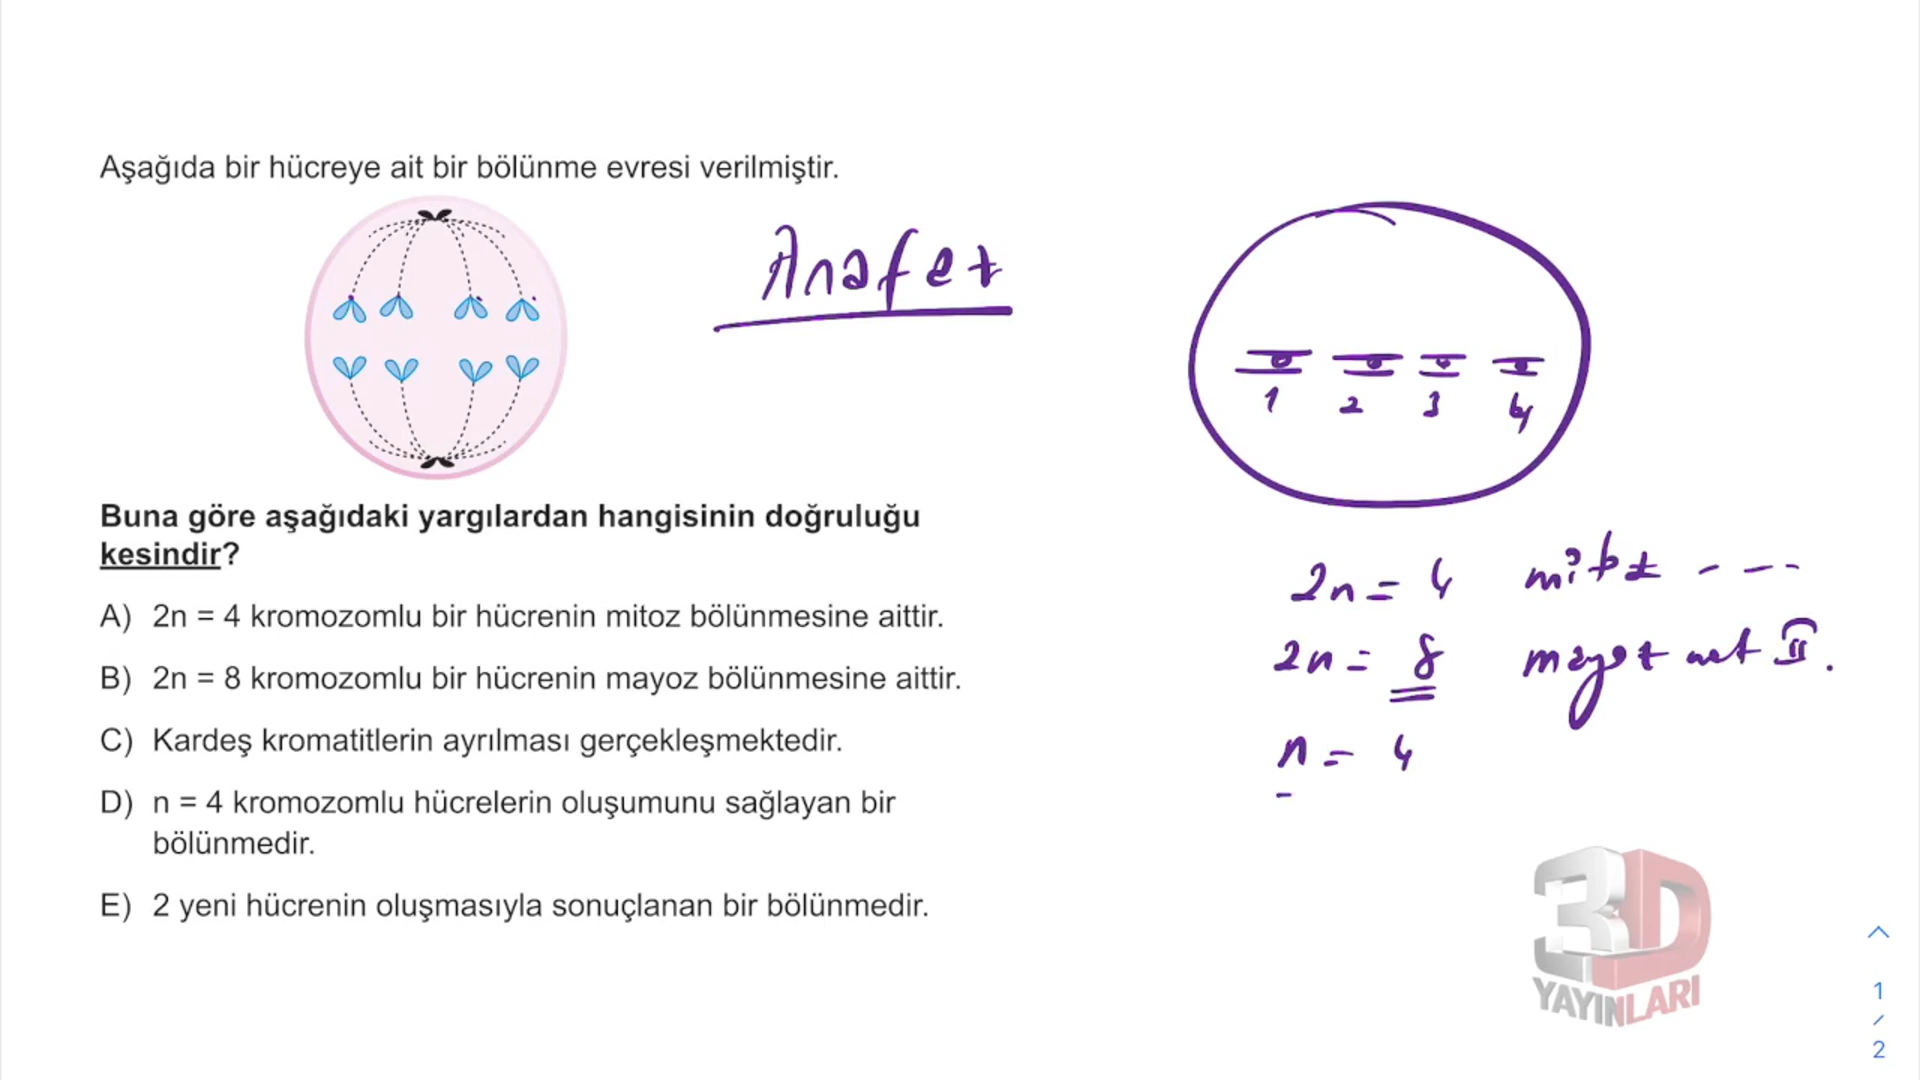 Aşağıda bir hücreye ait bir bölünme evresi verilmiştir.
Anafaz
1 2 3 4
Buna göre aşağıdaki yargılardan hangisinin doğruluğu
kesindir?
A) 2n = 4 kromozomlu bir hücrenin mitoz bölünmesine aittir.
B) 2n = 8 kromozomlu bir hücrenin mayoz bölünmesine aittir.
C) Kardeş kromatitlerin ayrılması gerçekleşmektedir.
D) n = 4 kromozomlu hücrelerin oluşumunu sağlayan bir
bölünmedir.
E) 2 yeni hücrenin oluşmasıyla sonuçlanan bir bölünmedir.
2n = 4 mitoz - - - -
2n = 8 mayoz II.
n = 4
3D
YAYINLARI
1
/
2